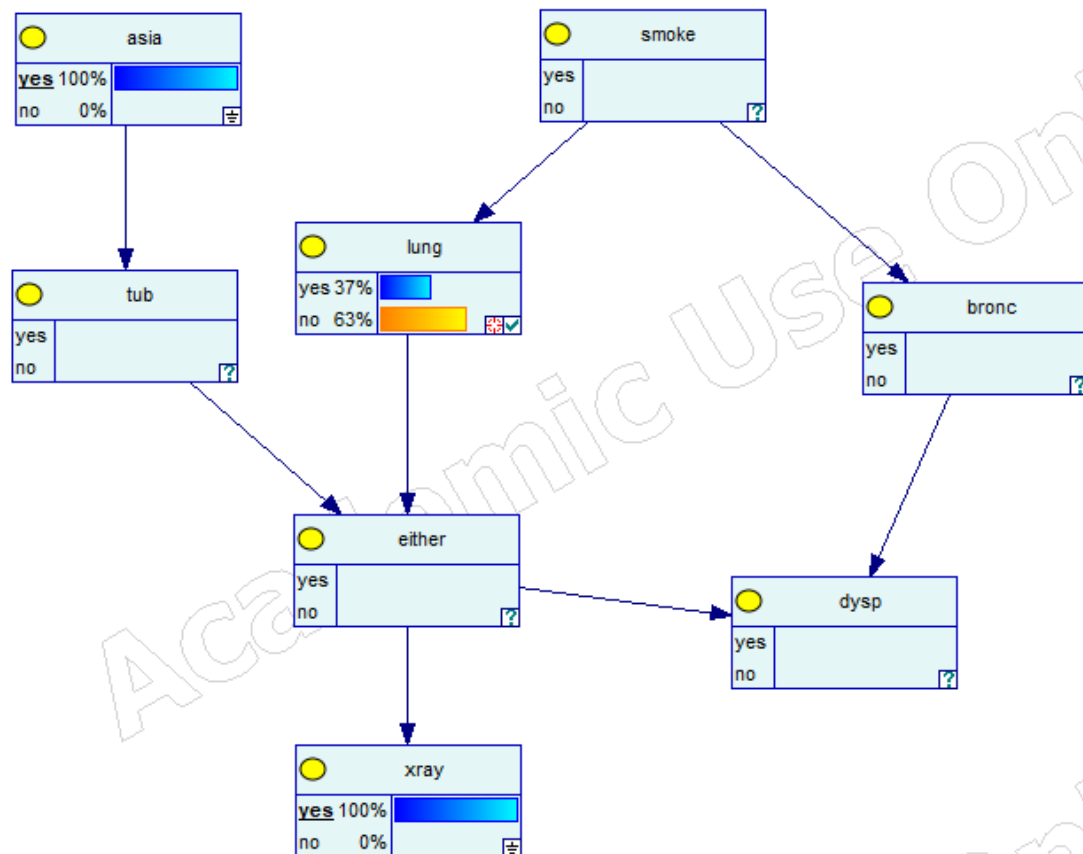 asia
yes 100%
no 0%
smoke
yes
no
?
lung
yes 37%
no 63%
tub
yes
no
?
bronc
yes
no
?
either
yes
no
?
dysp
yes
no
?
xray
yes 100%
no 0%
Academic Use On